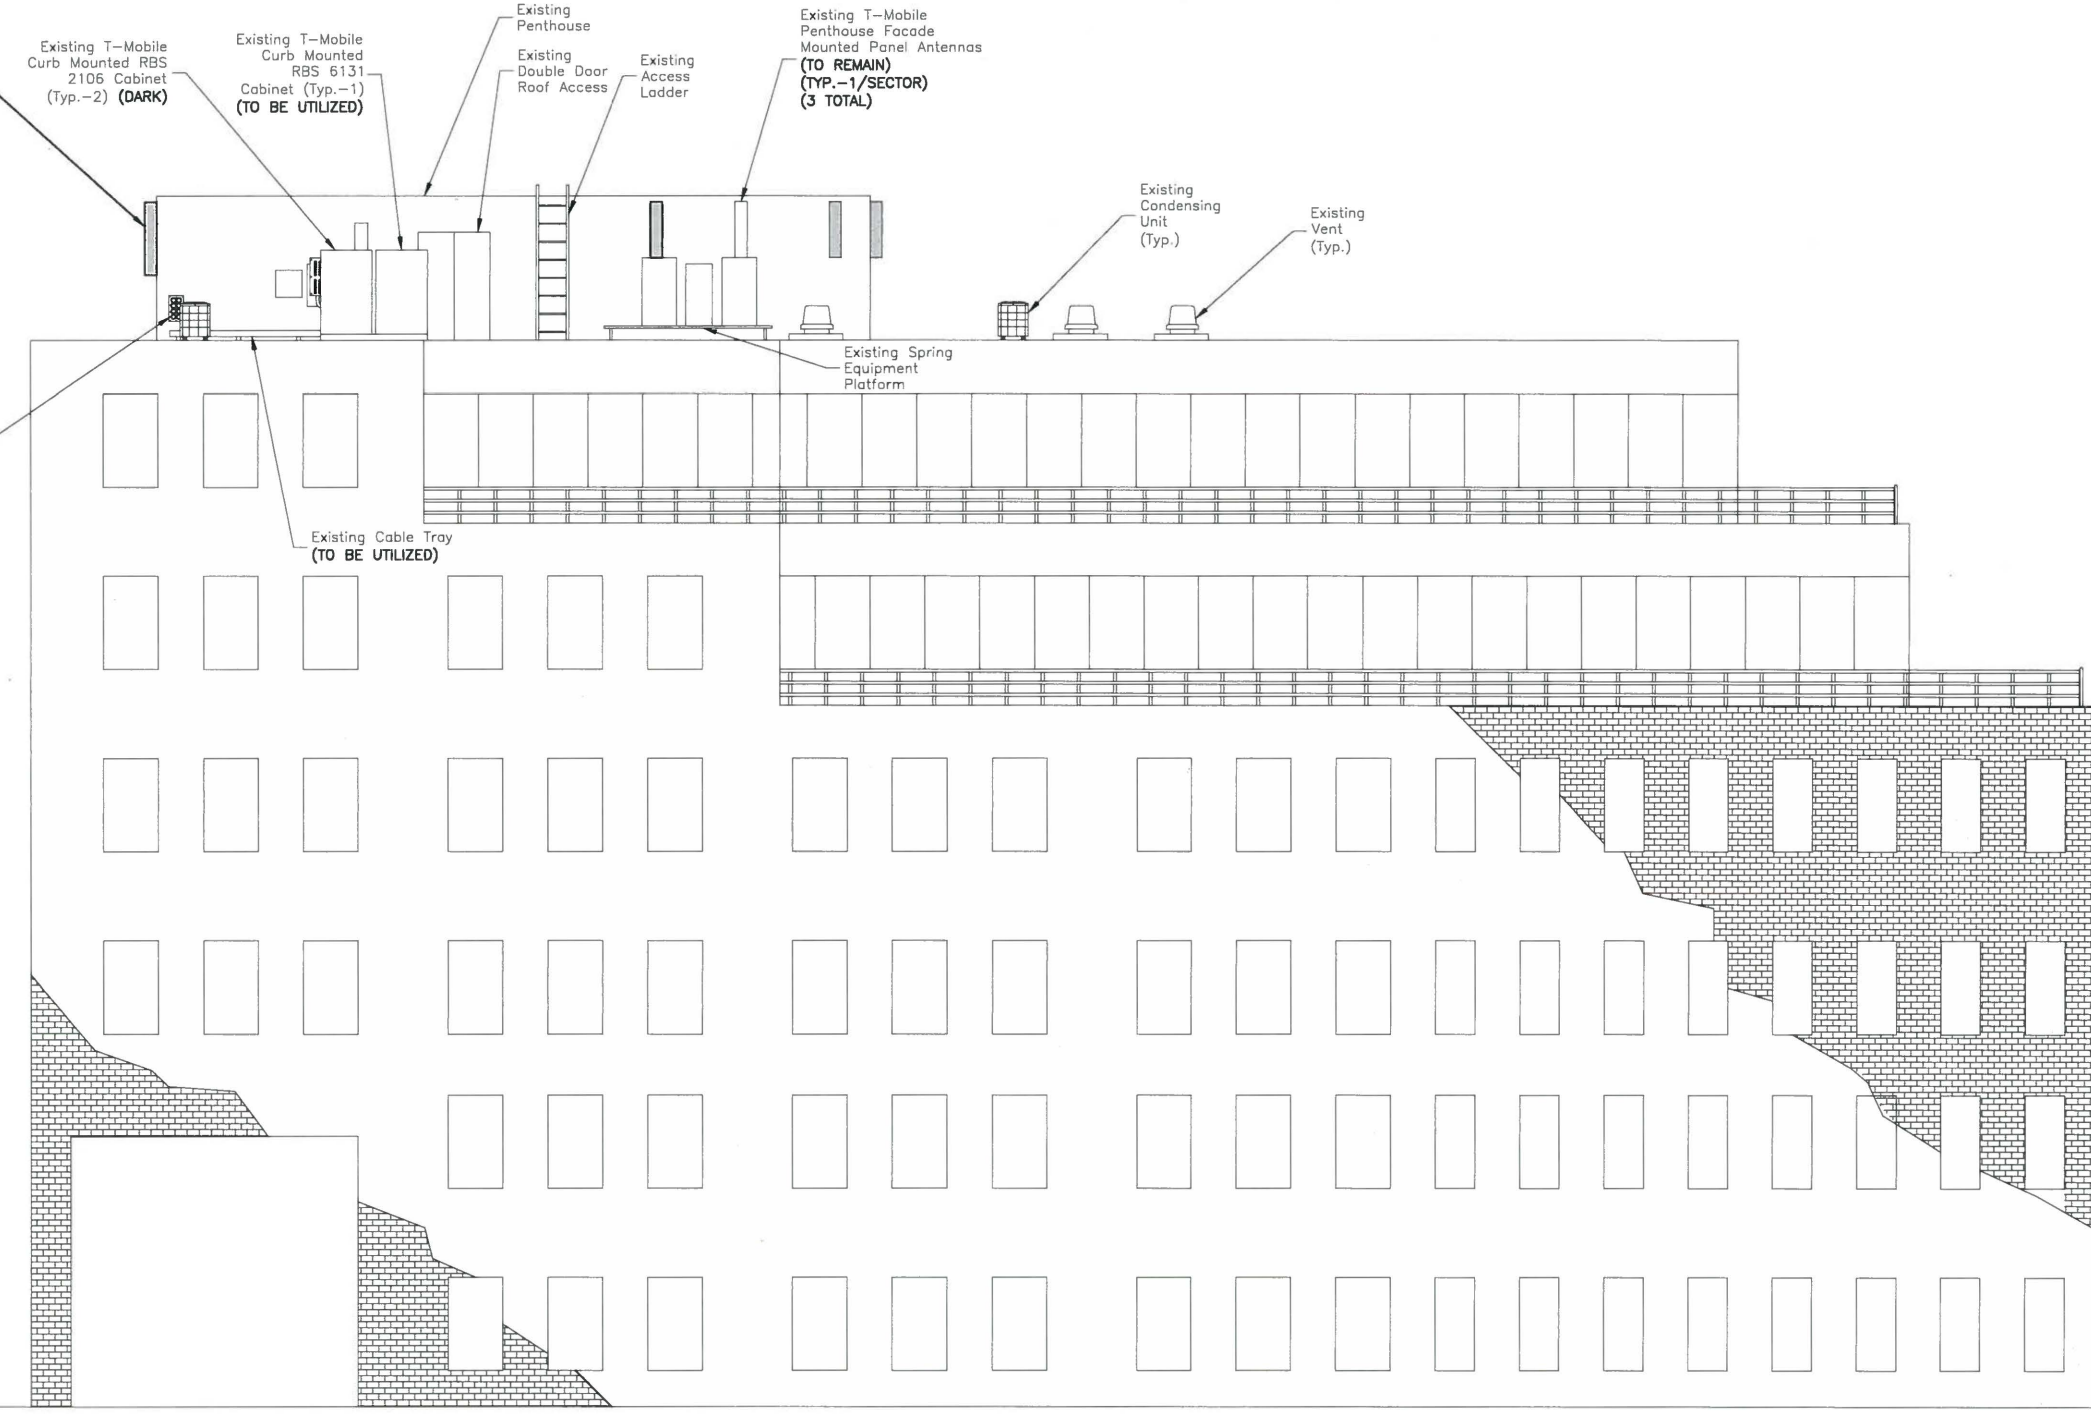 Existing T-Mobile
Curb Mounted RBS
2106 Cabinet
(Typ.-2) (DARK)
Existing T-Mobile
Curb Mounted
RBS 6131
Cabinet (Typ.-1)
(TO BE UTILIZED)
Existing
Penthouse
Existing
Double Door
Roof Access
Existing
Access
Ladder
Existing T-Mobile
Penthouse Facade
Mounted Panel Antennas
(TO REMAIN)
(TYP.-1/SECTOR)
(3 TOTAL)
Existing
Condensing
Unit
(Typ.)
Existing
Vent
(Typ.)
Existing Spring
Equipment
Platform
Existing Cable Tray
(TO BE UTILIZED)